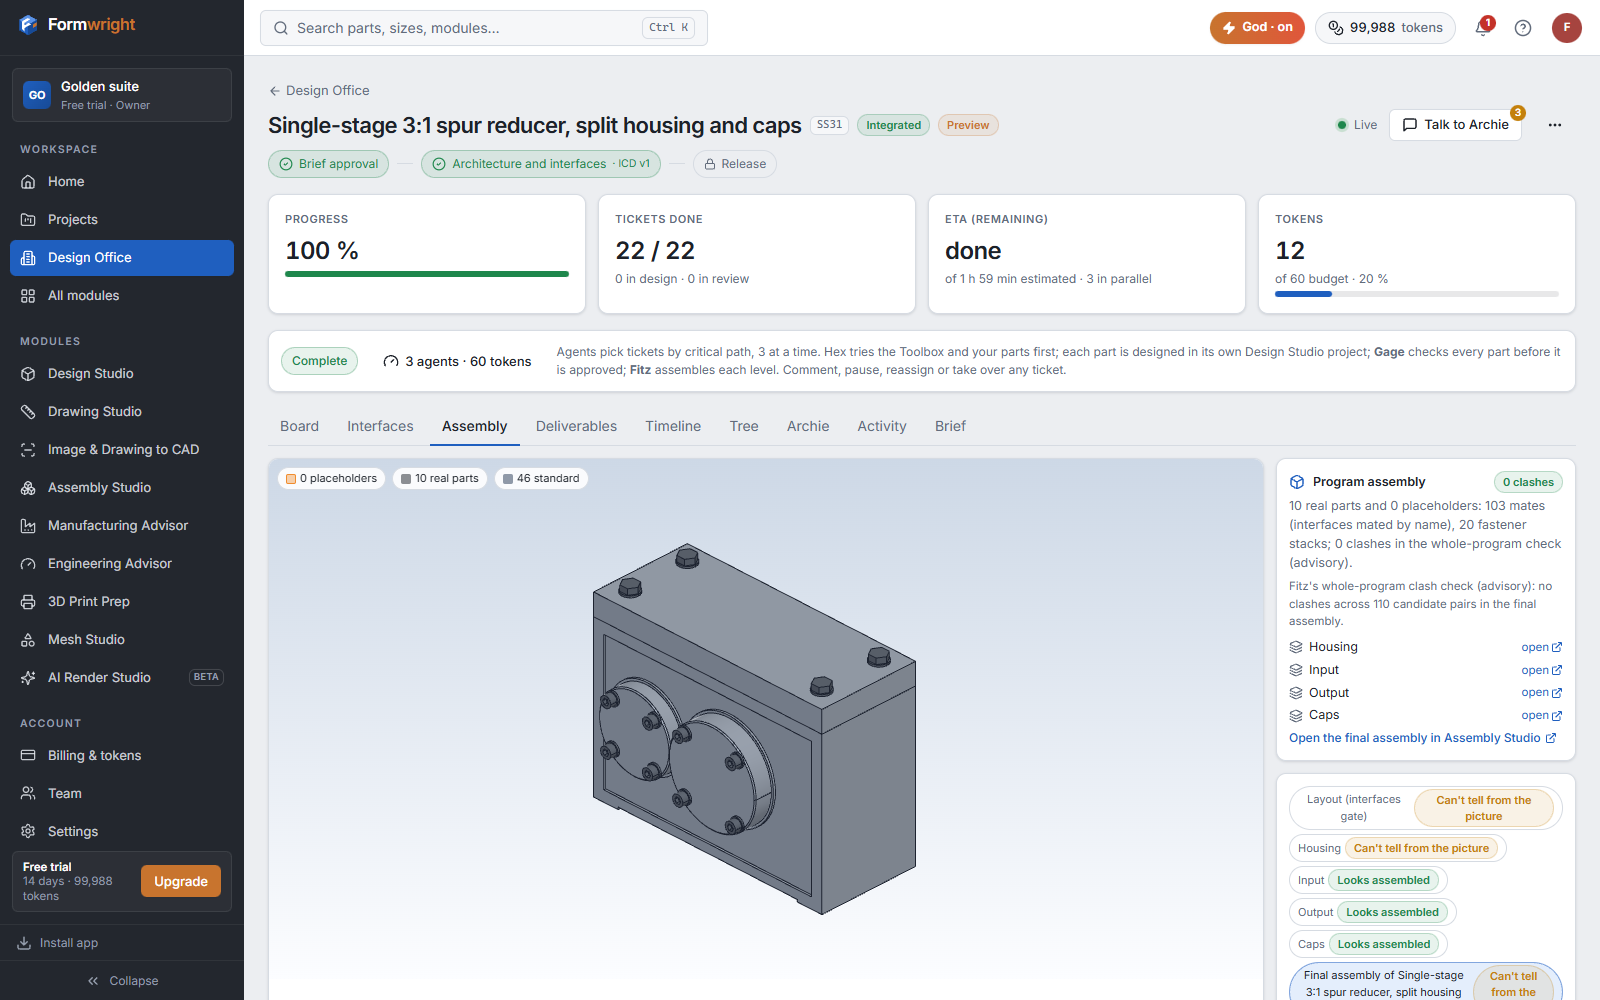 Formwright
Search parts, sizes, modules...
Ctrl K
God · on
99,988 tokens
1
F
GO
Golden suite
Free trial · Owner
WORKSPACE
Home
Projects
Design Office
All modules
MODULES
Design Studio
Drawing Studio
Image & Drawing to CAD
Assembly Studio
Manufacturing Advisor
Engineering Advisor
3D Print Prep
Mesh Studio
AI Render Studio
BETA
ACCOUNT
Billing & tokens
Team
Settings
Free trial
14 days · 99,988
tokens
Upgrade
Install app
Collapse
Design Office
Single-stage 3:1 spur reducer, split housing and caps
SS31
Integrated
Preview
Live
Talk to Archie
3
Brief approval
Architecture and interfaces · ICD v1
Release
PROGRESS
100 %
TICKETS DONE
22 / 22
0 in design · 0 in review
ETA (REMAINING)
done
of 1 h 59 min estimated · 3 in parallel
TOKENS
12
of 60 budget · 20 %
Complete
3 agents · 60 tokens
Agents pick tickets by critical path, 3 at a time. Hex tries the Toolbox and your parts first; each part is designed in its own Design Studio project; Gage checks every part before it
is approved; Fitz assembles each level. Comment, pause, reassign or take over any ticket.
Board
Interfaces
Assembly
Deliverables
Timeline
Tree
Archie
Activity
Brief
0 placeholders
10 real parts
46 standard
Program assembly
0 clashes
10 real parts and 0 placeholders: 103 mates
(interfaces mated by name), 20 fastener
stacks; 0 clashes in the whole-program check
(advisory).
Fitz's whole-program clash check (advisory): no
clashes across 110 candidate pairs in the final
assembly.
Housing open
Input open
Output open
Caps open
Open the final assembly in Assembly Studio
Layout (interfaces
gate)
Can't tell from the
picture
Housing Can't tell from the picture
Input Looks assembled
Output Looks assembled
Caps Looks assembled
Final assembly of Single-stage
3:1 spur reducer, split housing
Can't tell
from the